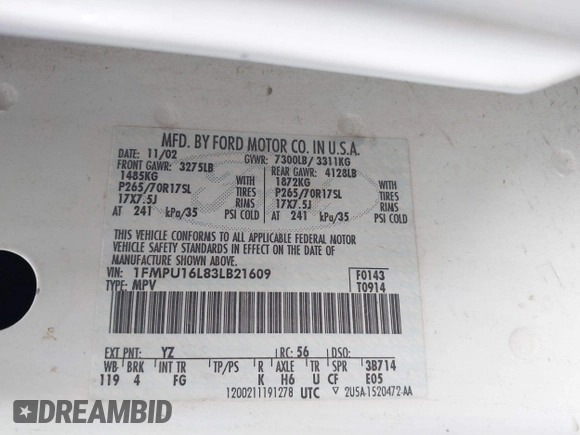 MFD. BY FORD MOTOR CO. IN U.S.A.
DATE: 11/02 GVWR: 7300LB/ 3311KG
FRONT GAWR: 3275LB REAR GAWR: 4128LB
1485KG WITH 1872KG WITH
P265/70R17SL TIRES P265/70R17SL TIRES
17X7.5J RIMS 17X7.5J RIMS
AT 241 kPa/35 PSI COLD AT 241 kPa/35 PSI COLD
THIS VEHICLE CONFORMS TO ALL APPLICABLE FEDERAL MOTOR
VEHICLE SAFETY STANDARDS IN EFFECT ON THE DATE OF
MANUFACTURE SHOWN ABOVE.
VIN: 1FMPU16L83LB21609 F0143
TYPE: MPV T0914
EXT PNT: YZ RC: 56 DSO:
WB BRK INT TR TP/PS R AXLE TR SPR 3B714
119 4 FG K H6 U CF E05
1200211191278 UTC ▽ 2U5A-1520472-AA
DREAMBID